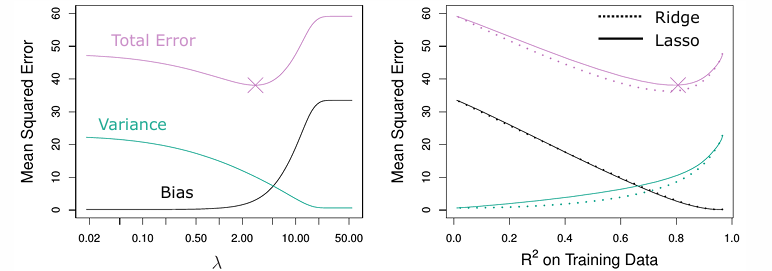 Mean Squared Error
60
50
40
30
20
10
0
Total Error
Variance
Bias
0.02 0.10 0.50 2.00 10.00 50.00
λ
Mean Squared Error
60
50
40
30
20
10
0
Ridge
Lasso
0.0 0.2 0.4 0.6 0.8 1.0
R² on Training Data